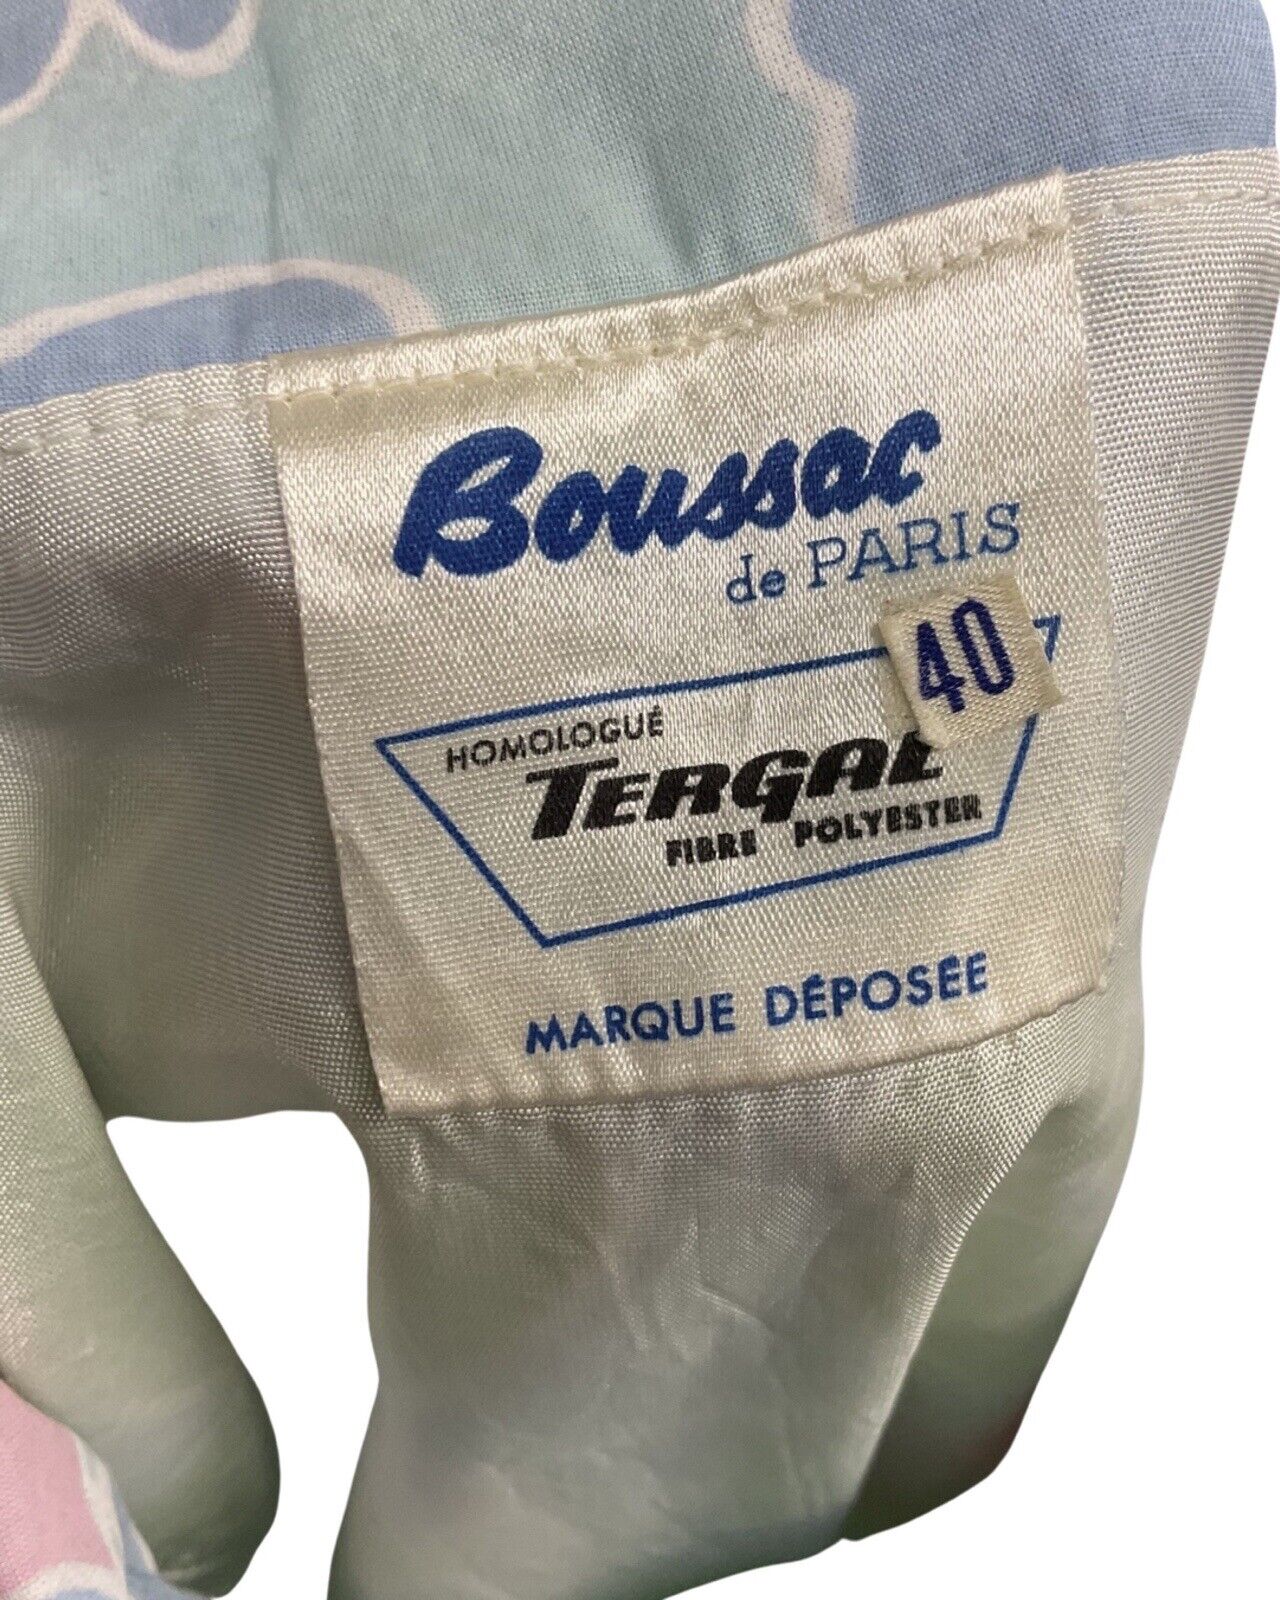 Boussac
de PARIS
40
HOMOLOGUÉ
TERGAL
FIBRE POLYESTER
MARQUE DÉPOSÉE